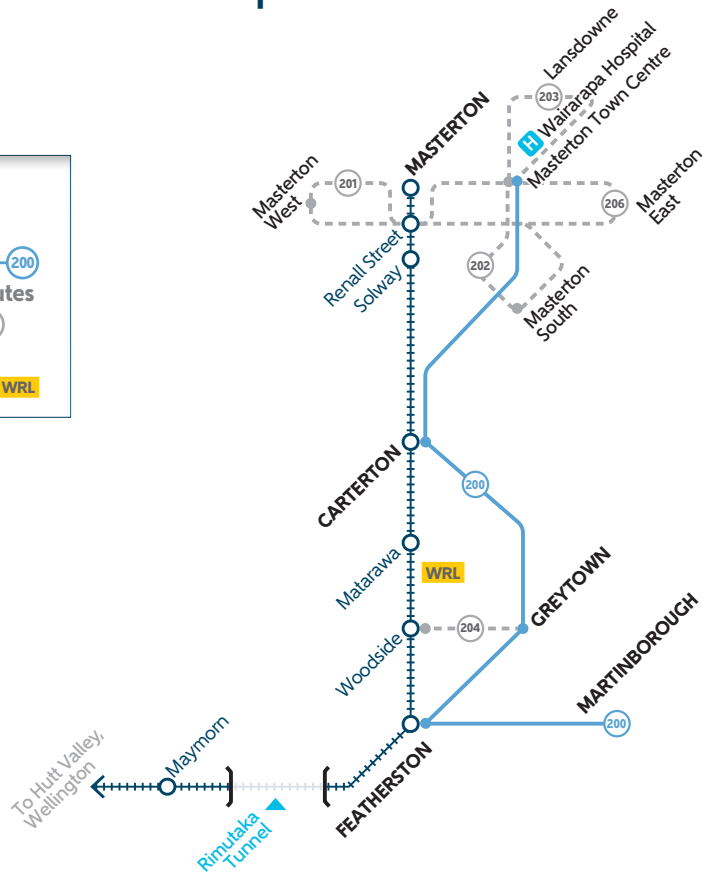 200
utes
WRL
Lansdowne
203
H
Wairarapa Hospital
Masterton Town Centre
MASTERTON
Masterton
West
201
206
Masterton
East
Renall Street
Solway
202
Masterton
South
CARTERTON
200
Matarawa
WRL
GREYTOWN
204
Woodside
MARTINBOROUGH
200
FEATHERSTON
Maymorn
To Hutt Valley,
Wellington
Rimutaka
Tunnel